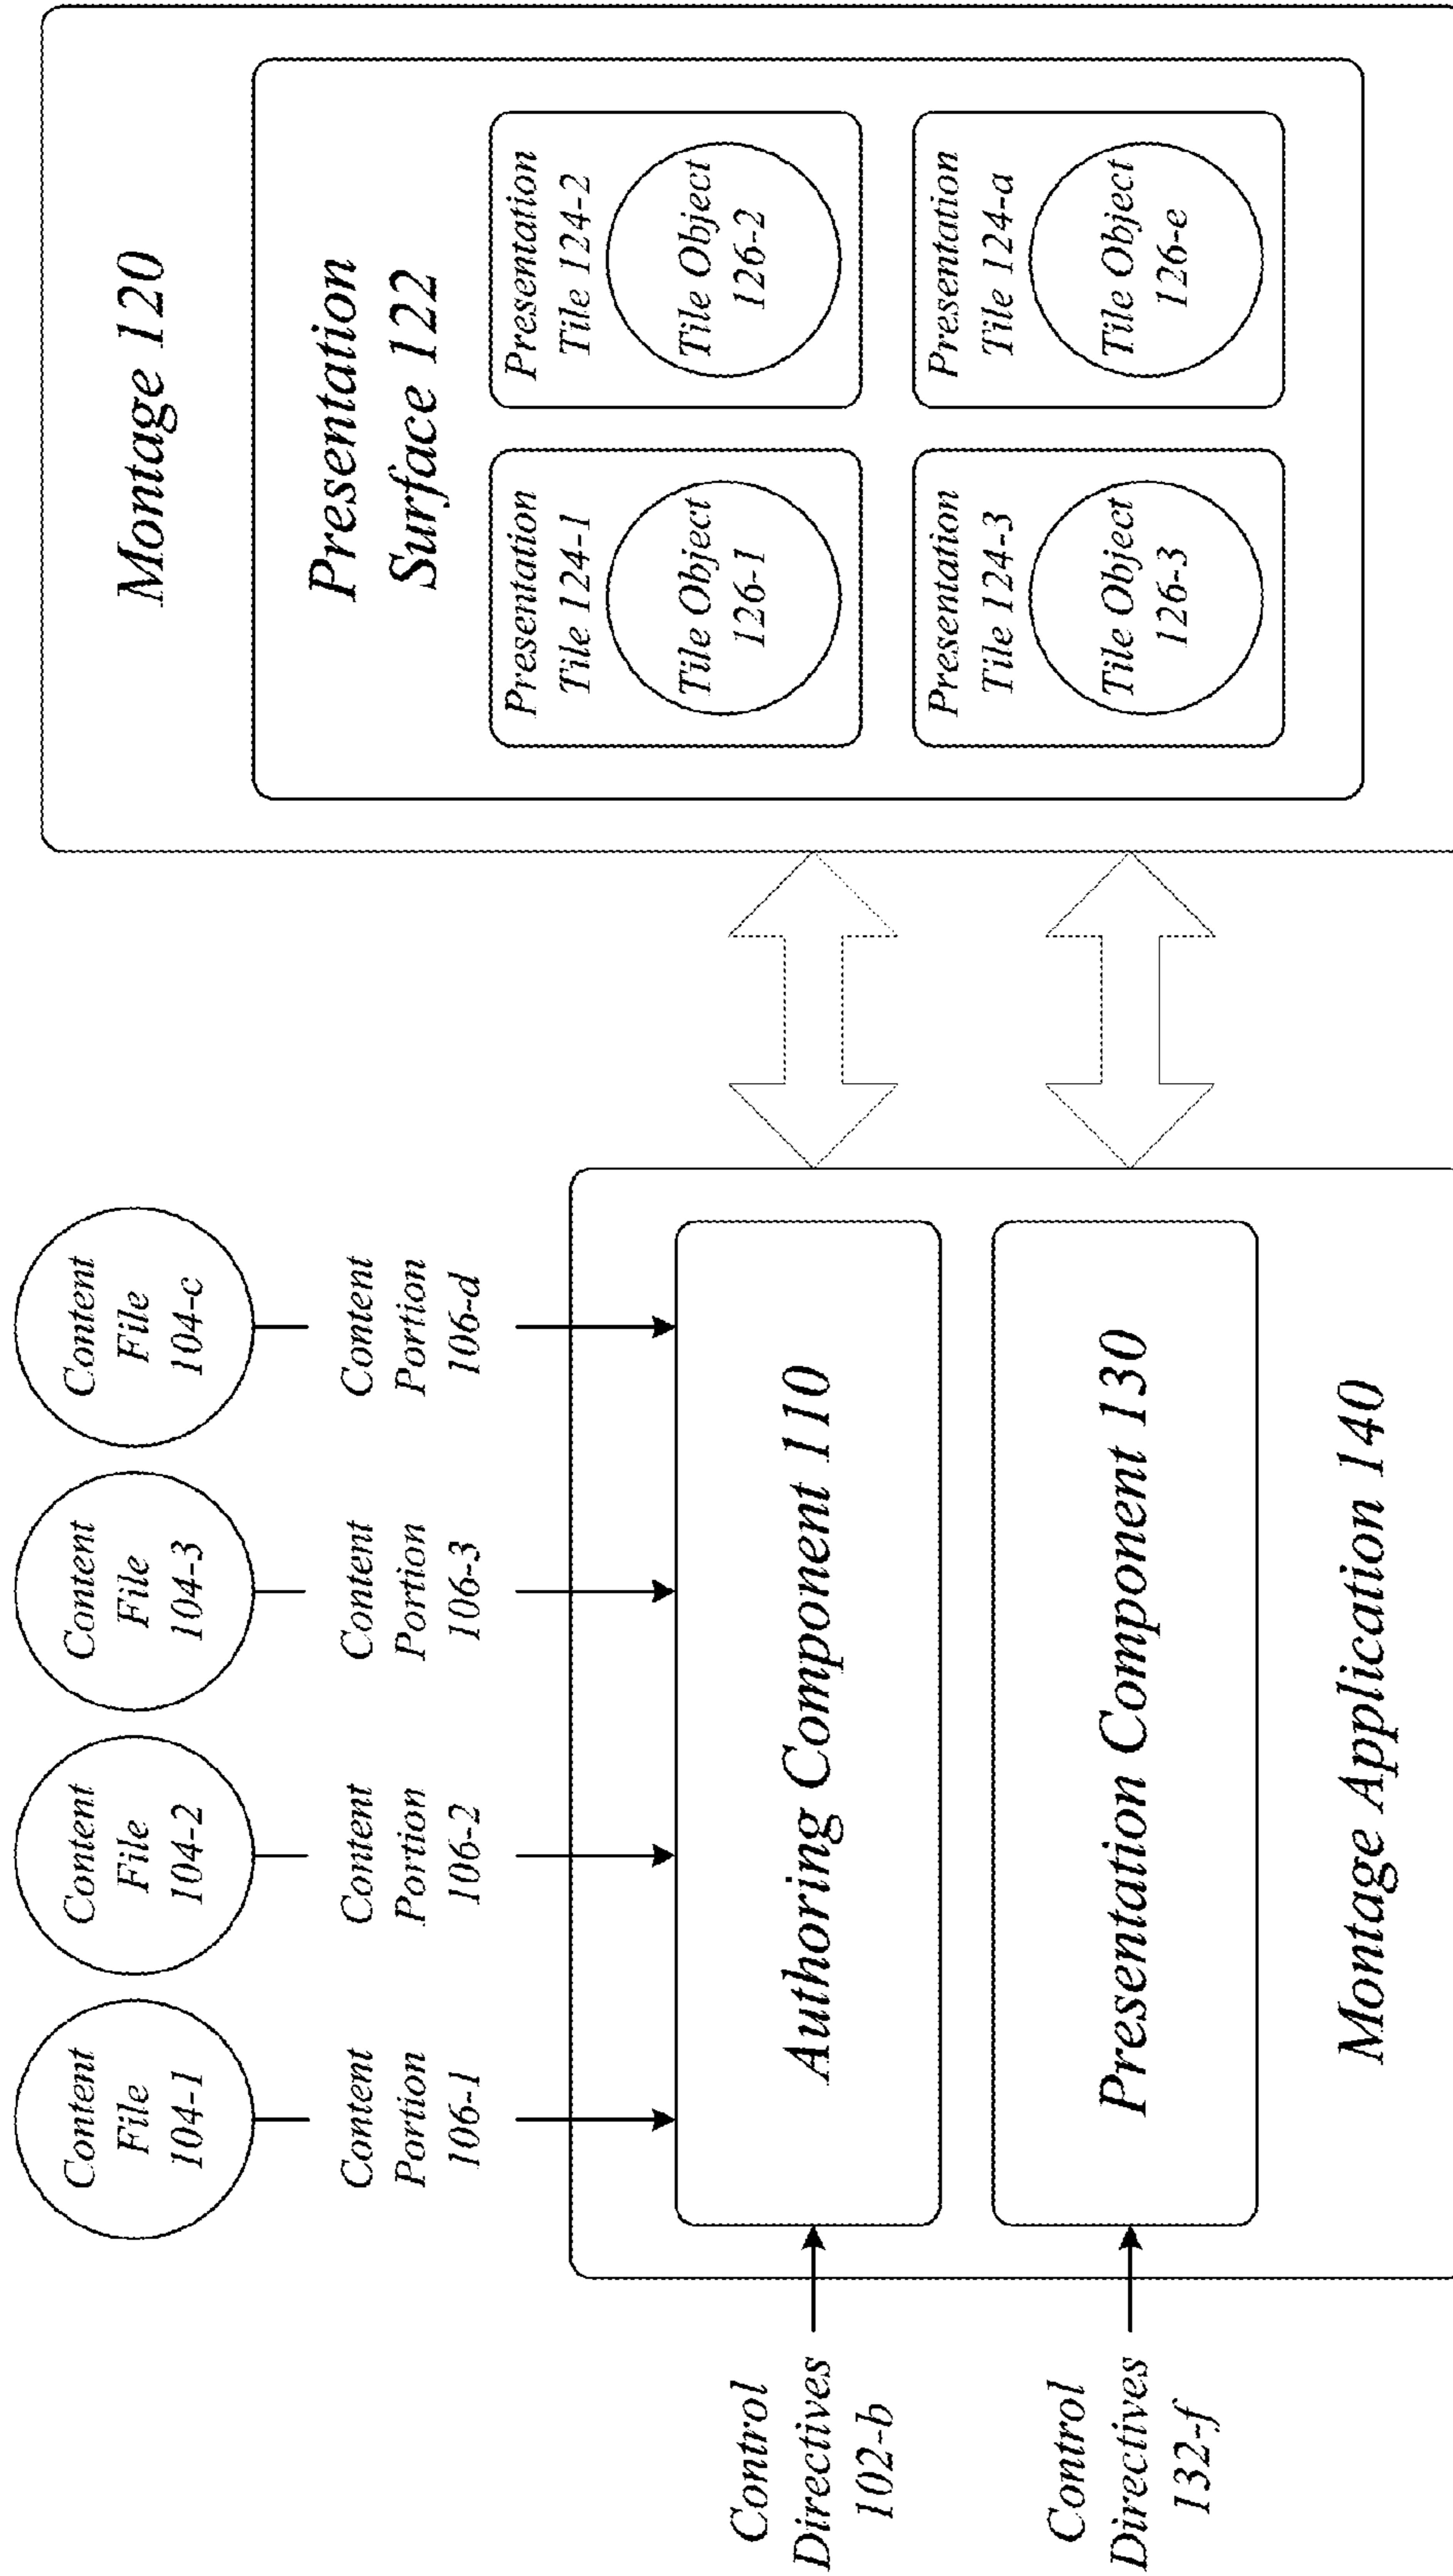 Content
File
104-1
Content
File
104-2
Content
File
104-3
Content
File
104-c
Content
Portion
106-1
Content
Portion
106-2
Content
Portion
106-3
Content
Portion
106-d
Control
Directives
102-b
Authoring Component 110
Control
Directives
132-f
Presentation Component 130
Montage Application 140
Montage 120
Presentation
Surface 122
Presentation
Tile 124-1
Tile Object
126-1
Presentation
Tile 124-2
Tile Object
126-2
Presentation
Tile 124-3
Tile Object
126-3
Presentation
Tile 124-a
Tile Object
126-e